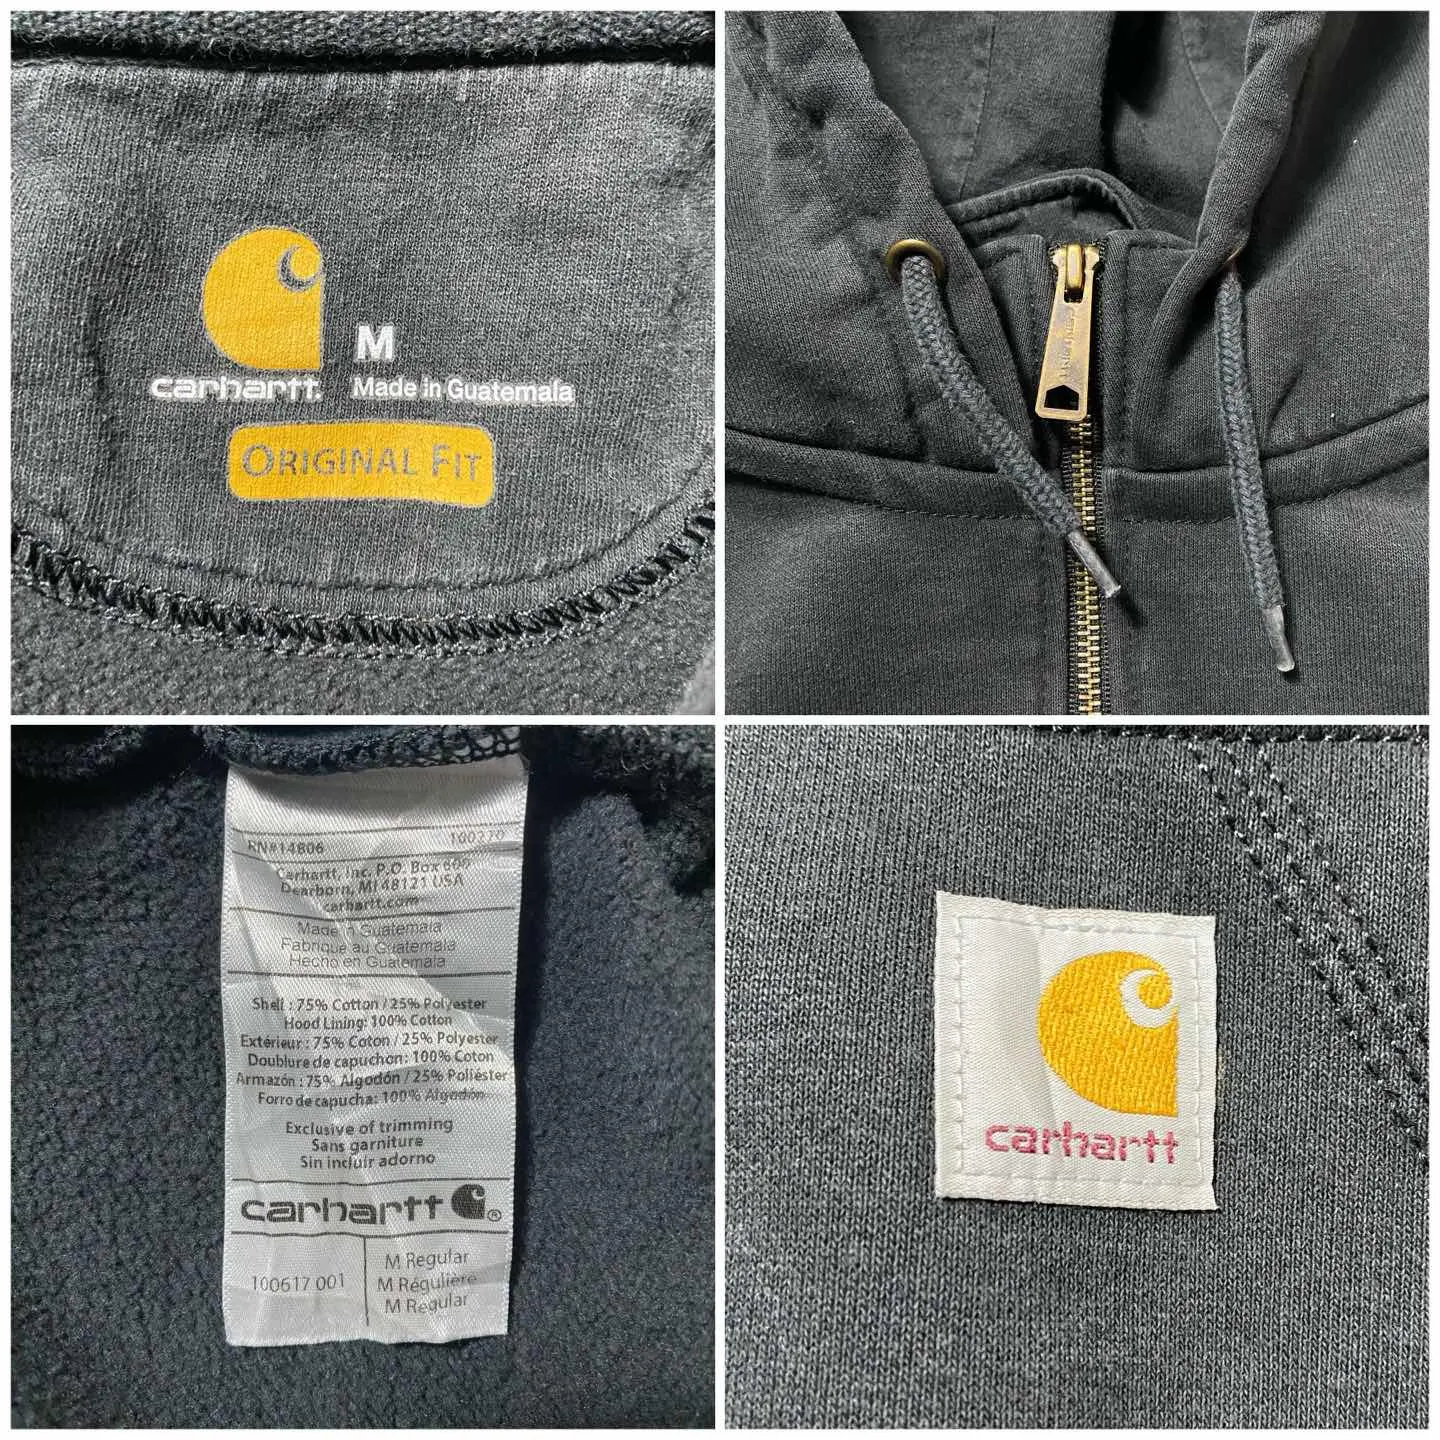 M
carhartt.
Made in Guatemala
ORIGINAL FIT
carhartt
RN#14806
Carhartt, Inc. P.O. Box
Dearborn, MI 48121 USA
carhartt.com
Made in Guatemala
Fabriqué au Guatemala
Hecho en Guatemala
Shell : 75% Cotton / 25% Polyester
Hood Lining: 100% Cotton
Extérieur : 75% Coton / 25% Polyester
Doublure de capuchon: 100% Coton
Armazón : 75% Algodón / 25% Poliéster
Forro de capucha: 100% Algodón
Exclusive of trimming
Sans garniture
Sin incluir adorno
carhartt ®
100617 001
M Regular
M Régulière
M Regular
carhartt